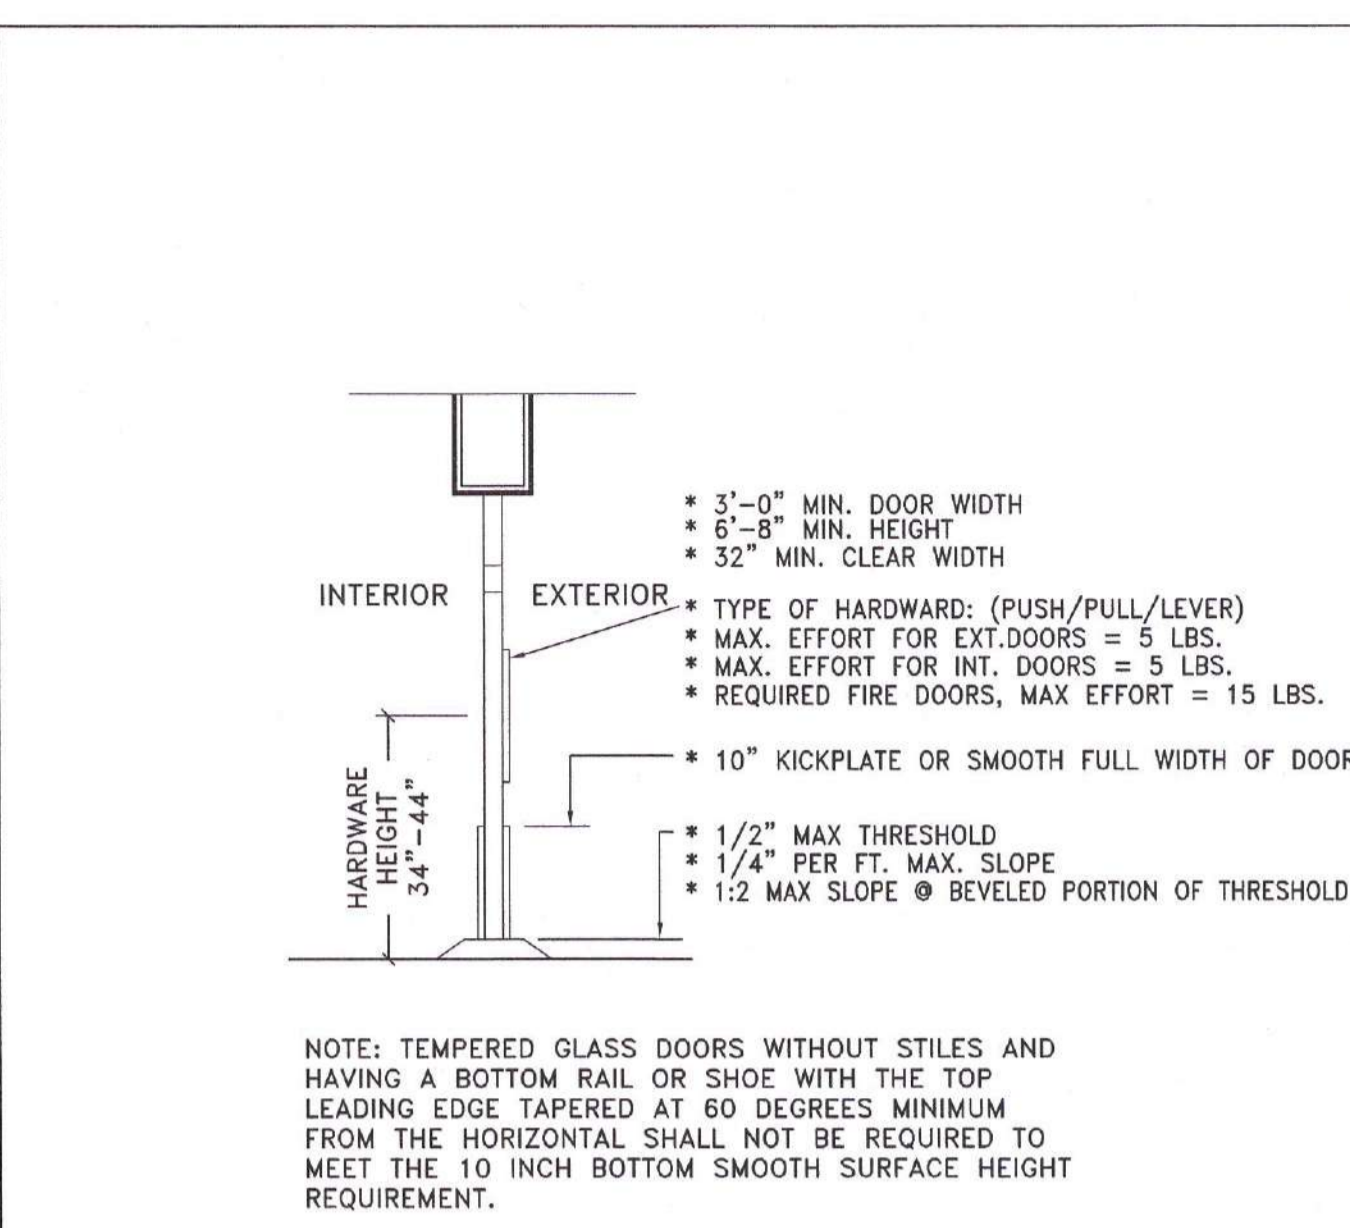 * 3'-0" MIN. DOOR WIDTH
* 6'-8" MIN. HEIGHT
* 32" MIN. CLEAR WIDTH
INTERIOR
EXTERIOR
* TYPE OF HARDWARD: (PUSH/PULL/LEVER)
* MAX. EFFORT FOR EXT.DOORS = 5 LBS.
* MAX. EFFORT FOR INT. DOORS = 5 LBS.
* REQUIRED FIRE DOORS, MAX EFFORT = 15 LBS.
* 10" KICKPLATE OR SMOOTH FULL WIDTH OF DOOR
HARDWARE
HEIGHT
34"-44"
* 1/2" MAX THRESHOLD
* 1/4" PER FT. MAX. SLOPE
* 1:2 MAX SLOPE @ BEVELED PORTION OF THRESHOLD
NOTE: TEMPERED GLASS DOORS WITHOUT STILES AND
HAVING A BOTTOM RAIL OR SHOE WITH THE TOP
LEADING EDGE TAPERED AT 60 DEGREES MINIMUM
FROM THE HORIZONTAL SHALL NOT BE REQUIRED TO
MEET THE 10 INCH BOTTOM SMOOTH SURFACE HEIGHT
REQUIREMENT.